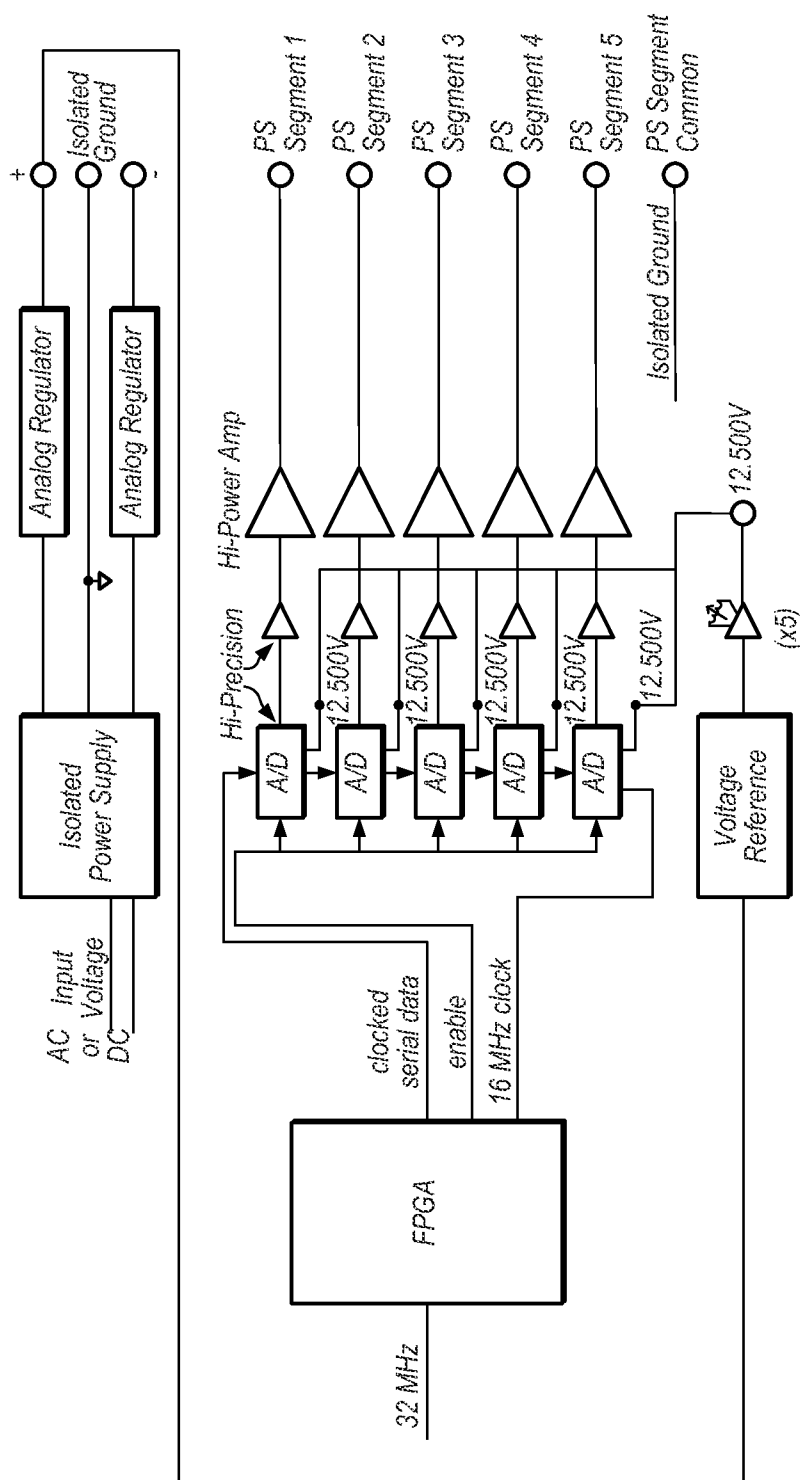 AC Input
or Voltage
DC
Isolated
Power Supply
Analog Regulator
Analog Regulator
+
Isolated
Ground
-
32 MHz
FPGA
clocked
serial data
enable
16 MHz clock
Hi-Precision
Hi-Power Amp
A/D
12.500V
PS
Segment 1
A/D
12.500V
PS
Segment 2
A/D
12.500V
PS
Segment 3
A/D
12.500V
PS
Segment 4
A/D
12.500V
PS
Segment 5
Isolated Ground
PS Segment
Common
Voltage
Reference
(x5)
12.500V